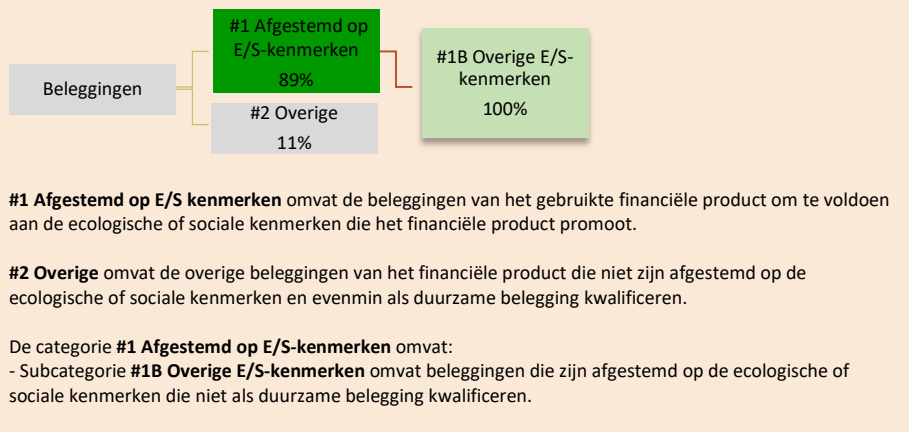 Beleggingen
#1 Afgestemd op
E/S-kenmerken
89%
#2 Overige
11%
#1B Overige E/S-
kenmerken
100%
#1 Afgestemd op E/S kenmerken omvat de beleggingen van het gebruikte financiële product om te voldoen
aan de ecologische of sociale kenmerken die het financiële product promoot.
#2 Overige omvat de overige beleggingen van het financiële product die niet zijn afgestemd op de
ecologische of sociale kenmerken en evenmin als duurzame belegging kwalificeren.
De categorie #1 Afgestemd op E/S-kenmerken omvat:
- Subcategorie #1B Overige E/S-kenmerken omvat beleggingen die zijn afgestemd op de ecologische of
sociale kenmerken die niet als duurzame belegging kwalificeren.